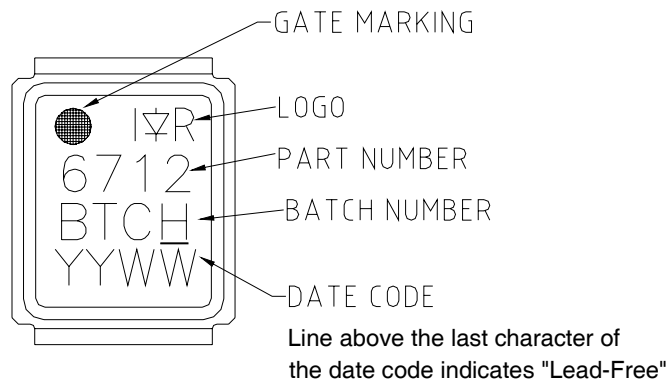 GATE MARKING
I R
LOGO
6712
PART NUMBER
BTCH
BATCH NUMBER
YYWW
DATE CODE
Line above the last character of
the date code indicates "Lead-Free"